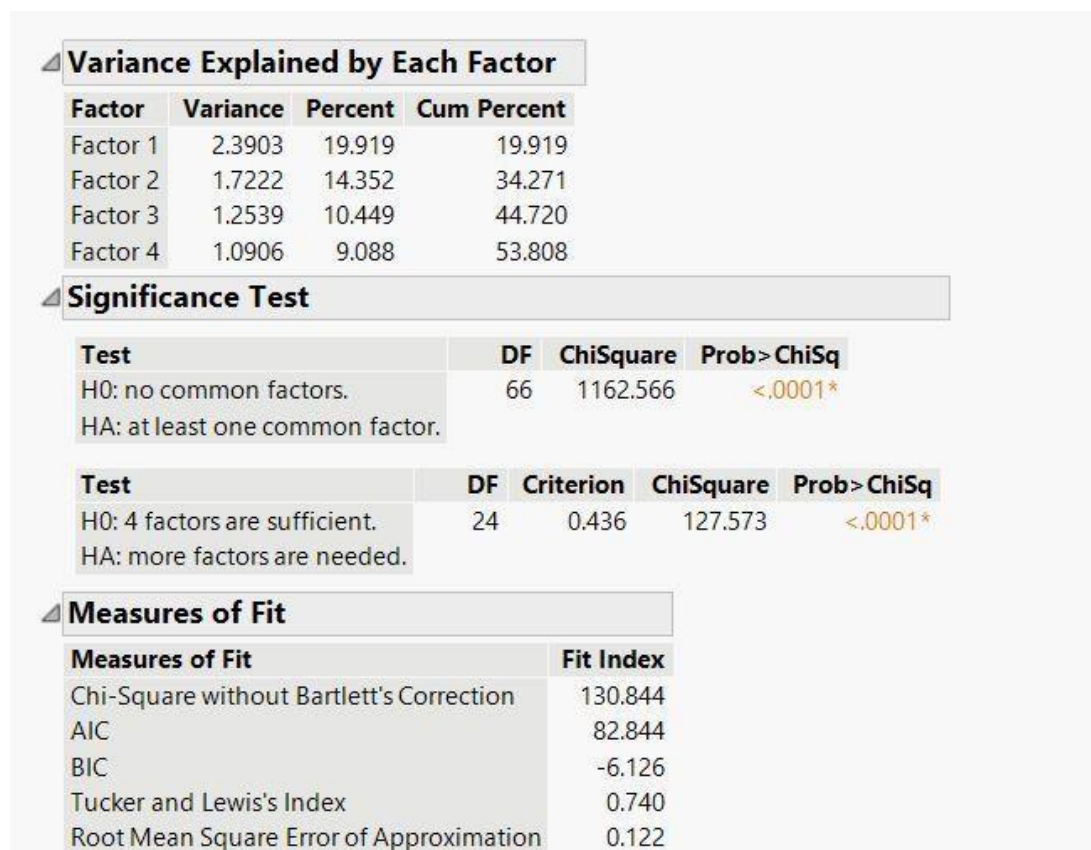 Variance Explained by Each Factor
Factor Variance Percent Cum Percent
Factor 1 2.3903 19.919 19.919
Factor 2 1.7222 14.352 34.271
Factor 3 1.2539 10.449 44.720
Factor 4 1.0906 9.088 53.808
Significance Test
Test DF ChiSquare Prob>ChiSq
H0: no common factors. 66 1162.566 <.0001*
HA: at least one common factor.
Test DF Criterion ChiSquare Prob>ChiSq
H0: 4 factors are sufficient. 24 0.436 127.573 <.0001*
HA: more factors are needed.
Measures of Fit
Measures of Fit Fit Index
Chi-Square without Bartlett's Correction 130.844
AIC 82.844
BIC -6.126
Tucker and Lewis's Index 0.740
Root Mean Square Error of Approximation 0.122